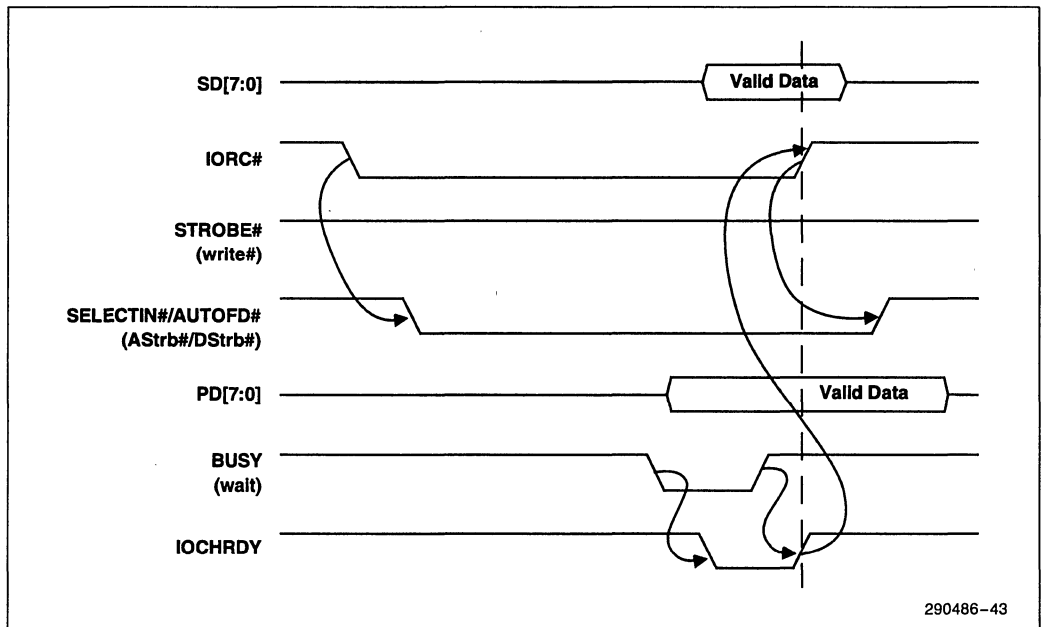 SD[7:0]
Valid Data
IORC#
STROBE#
(write#)
SELECTIN#/AUTOFD#
(AStrb#/DStrb#)
PD[7:0]
Valid Data
BUSY
(wait)
IOCHRDY
290486–43